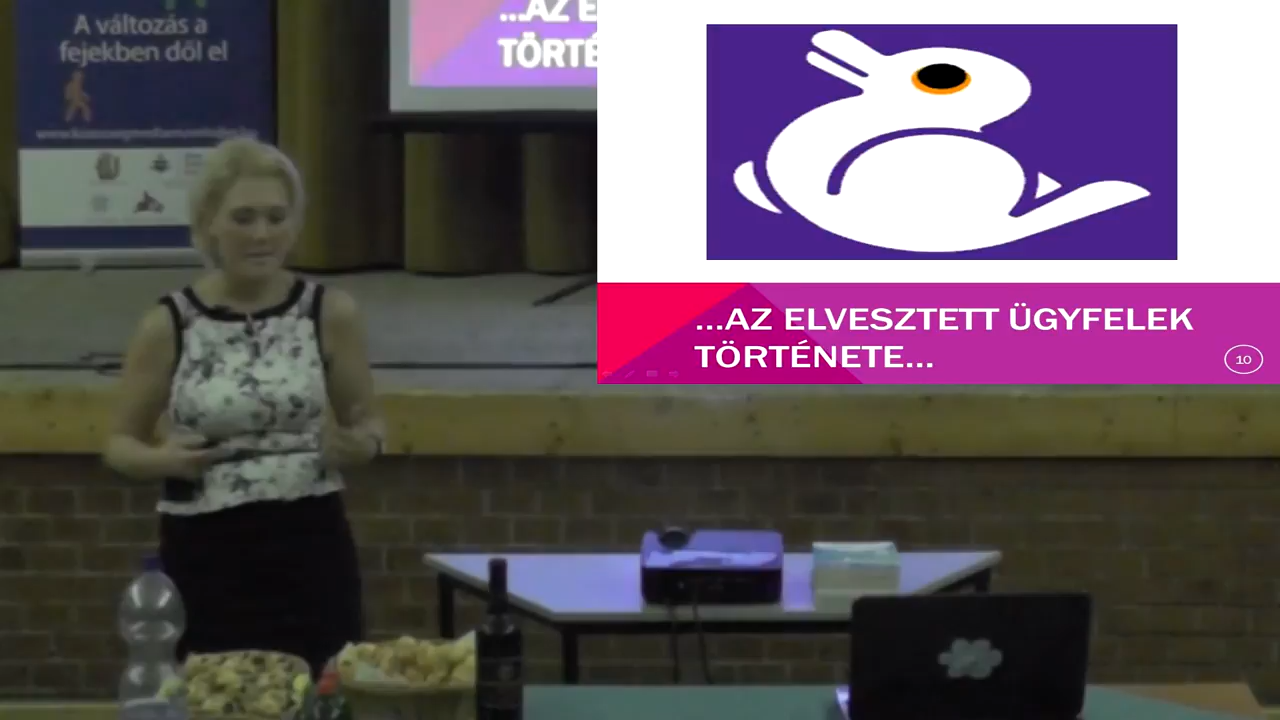 A változás a
fejekben dől el
...AZ E
TÖRTÉ
...AZ ELVESZTETT ÜGYFELEK
TÖRTÉNETE...
10